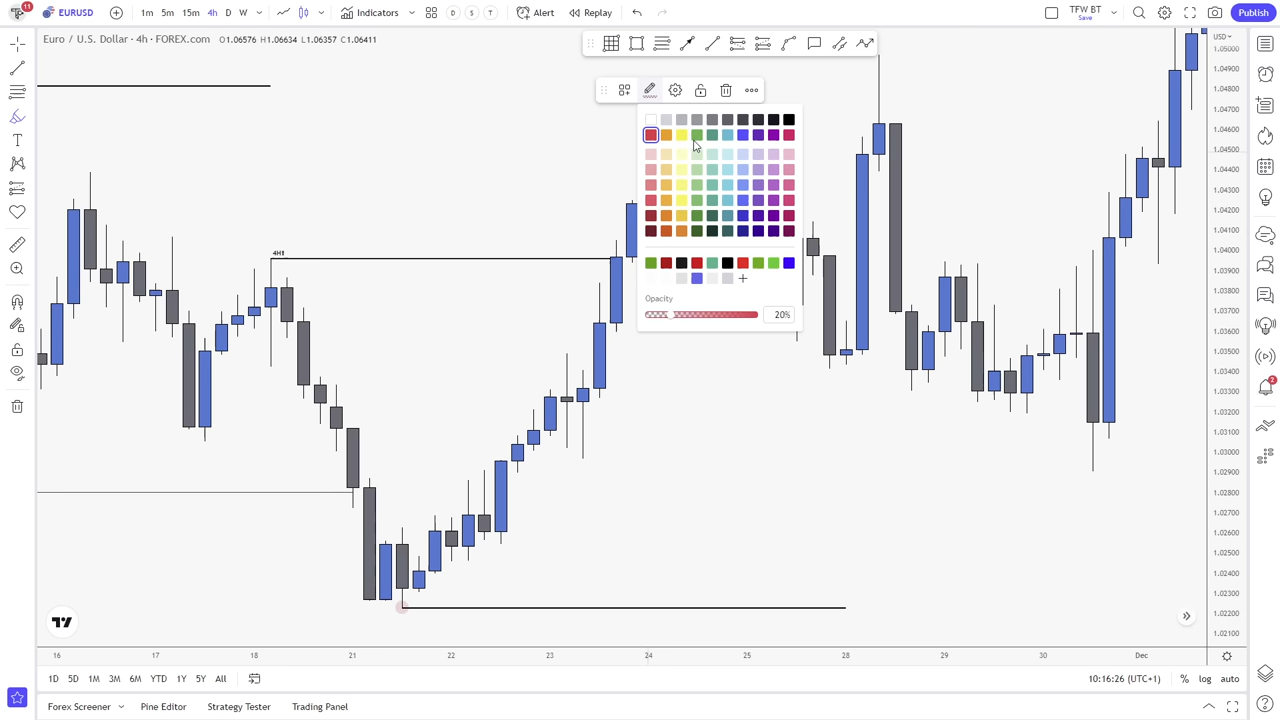 11
EURUSD
1m 5m 15m 4h D W
Indicators
D S T
Alert
Replay
TFW BT
Save
Publish
Euro / U.S. Dollar · 4h · FOREX.com O1.06576 H1.06634 L1.06357 C1.06411
USD
1.05000
1.04900
1.04800
1.04700
1.04600
1.04500
1.04400
1.04300
1.04200
1.04100
1.04000
1.03900
1.03800
1.03700
1.03600
1.03500
1.03400
1.03300
1.03200
1.03100
1.03000
1.02900
1.02800
1.02700
1.02600
1.02500
1.02400
1.02300
1.02200
1.02100
Opacity
20%
2
16 17 18 21 22 23 24 25 28 29 30 Dec
1D 5D 1M 3M 6M YTD 1Y 5Y All
10:16:26 (UTC+1) % log auto
Forex Screener Pine Editor Strategy Tester Trading Panel